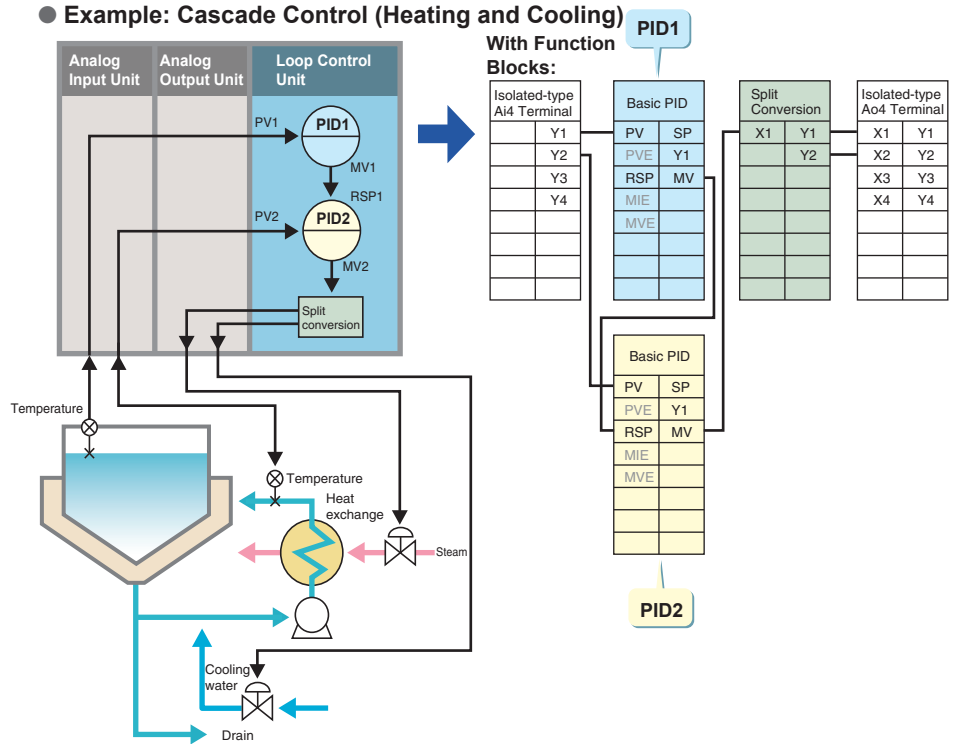 ● Example: Cascade Control (Heating and Cooling)
Analog
Input Unit
Analog
Output Unit
Loop Control
Unit
PV1
PID1
MV1
RSP1
PV2
PID2
MV2
Split
conversion
Temperature
Temperature
Heat
exchange
Steam
Cooling
water
Drain
With Function
Blocks:
PID1
Isolated-type
Ai4 Terminal
Y1
Y2
Y3
Y4
Basic PID
PV SP
PVE Y1
RSP MV
MIE
MVE
Split
Conversion
X1 Y1
Y2
Isolated-type
Ao4 Terminal
X1 Y1
X2 Y2
X3 Y3
X4 Y4
Basic PID
PV SP
PVE Y1
RSP MV
MIE
MVE
PID2